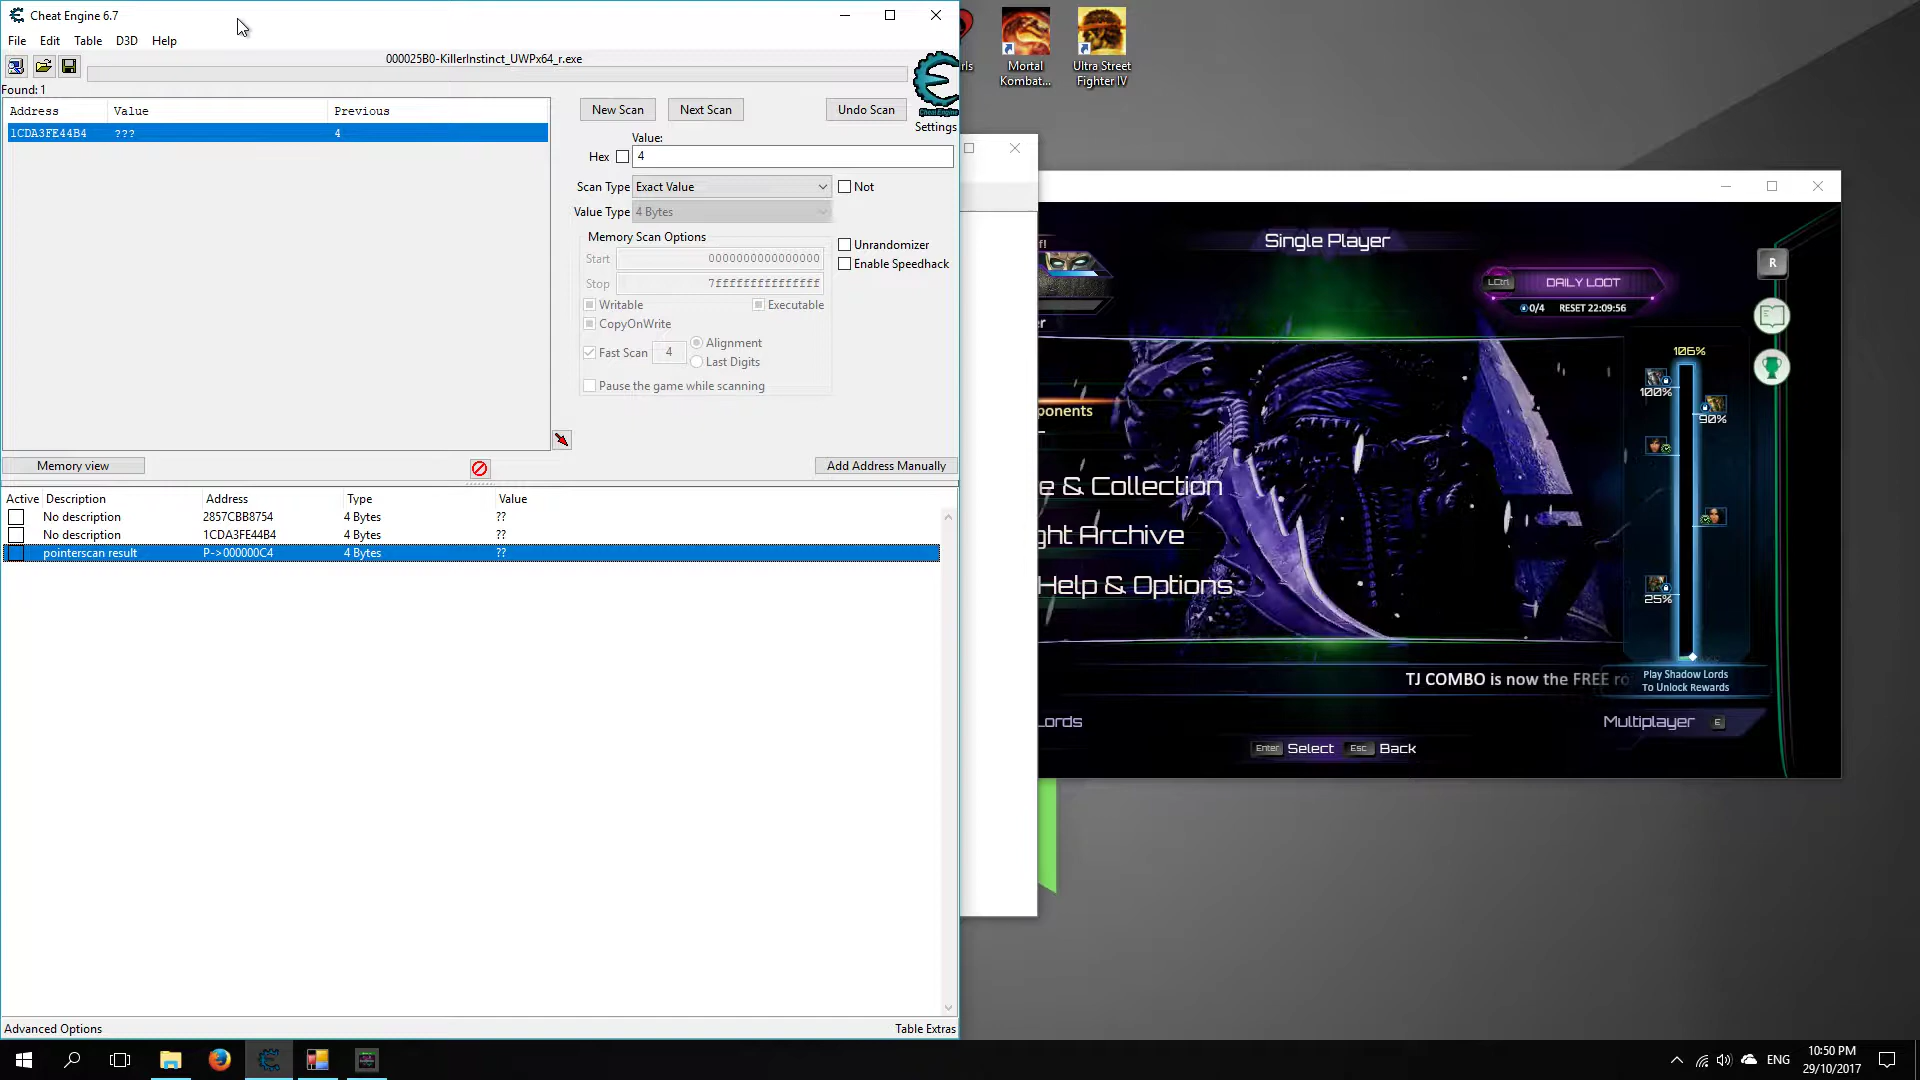 Cheat Engine 6.7
File Edit Table D3D Help
000025B0-KillerInstinct_UWPx64_r.exe
Found: 1
Address Value Previous
1CDA3FE44B4 ??? 4
New Scan Next Scan Undo Scan
Cheat Engine
Settings
Value:
Hex 4
Scan Type Exact Value Not
Value Type 4 Bytes
Memory Scan Options
Start 0000000000000000
Stop 7fffffffffffffff
Unrandomizer
Enable Speedhack
Writable Executable
CopyOnWrite
Fast Scan 4 Alignment
Last Digits
Pause the game while scanning
Memory view Add Address Manually
Active Description Address Type Value
No description 2857CBB8754 4 Bytes ??
No description 1CDA3FE44B4 4 Bytes ??
pointerscan result P->000000C4 4 Bytes ??
Advanced Options Table Extras
rls
Mortal
Kombat...
Ultra Street
Fighter IV
Single Player
f!
er
LCtrl DAILY LOOT
0/4 RESET 22:09:56
R
106%
100%
90%
25%
ponents
e & Collection
ght Archive
Help & Options
TJ COMBO is now the FREE ro
Play Shadow Lords
To Unlock Rewards
Lords
Multiplayer E
Enter Select Esc Back
ENG
10:50 PM
29/10/2017